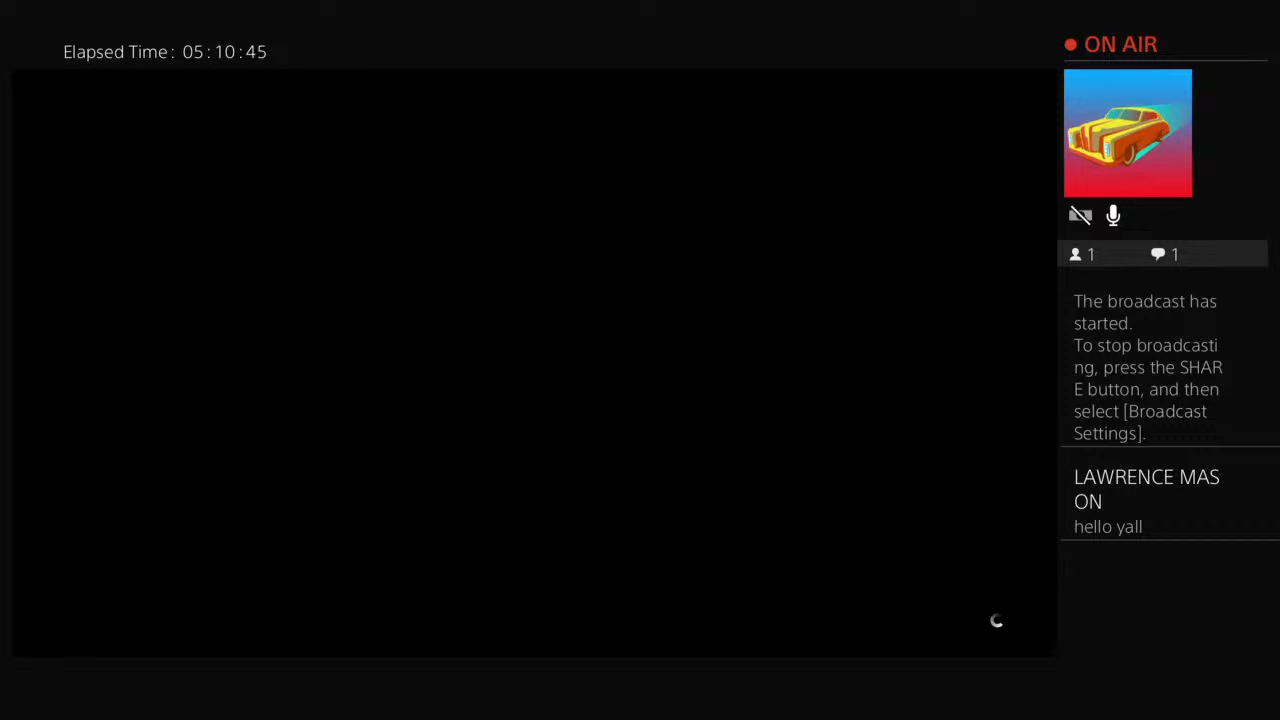 Elapsed Time: 05:10:45
ON AIR
1 1
The broadcast has
started.
To stop broadcasti
ng, press the SHAR
E button, and then
select [Broadcast
Settings].
LAWRENCE MAS
ON
hello yall